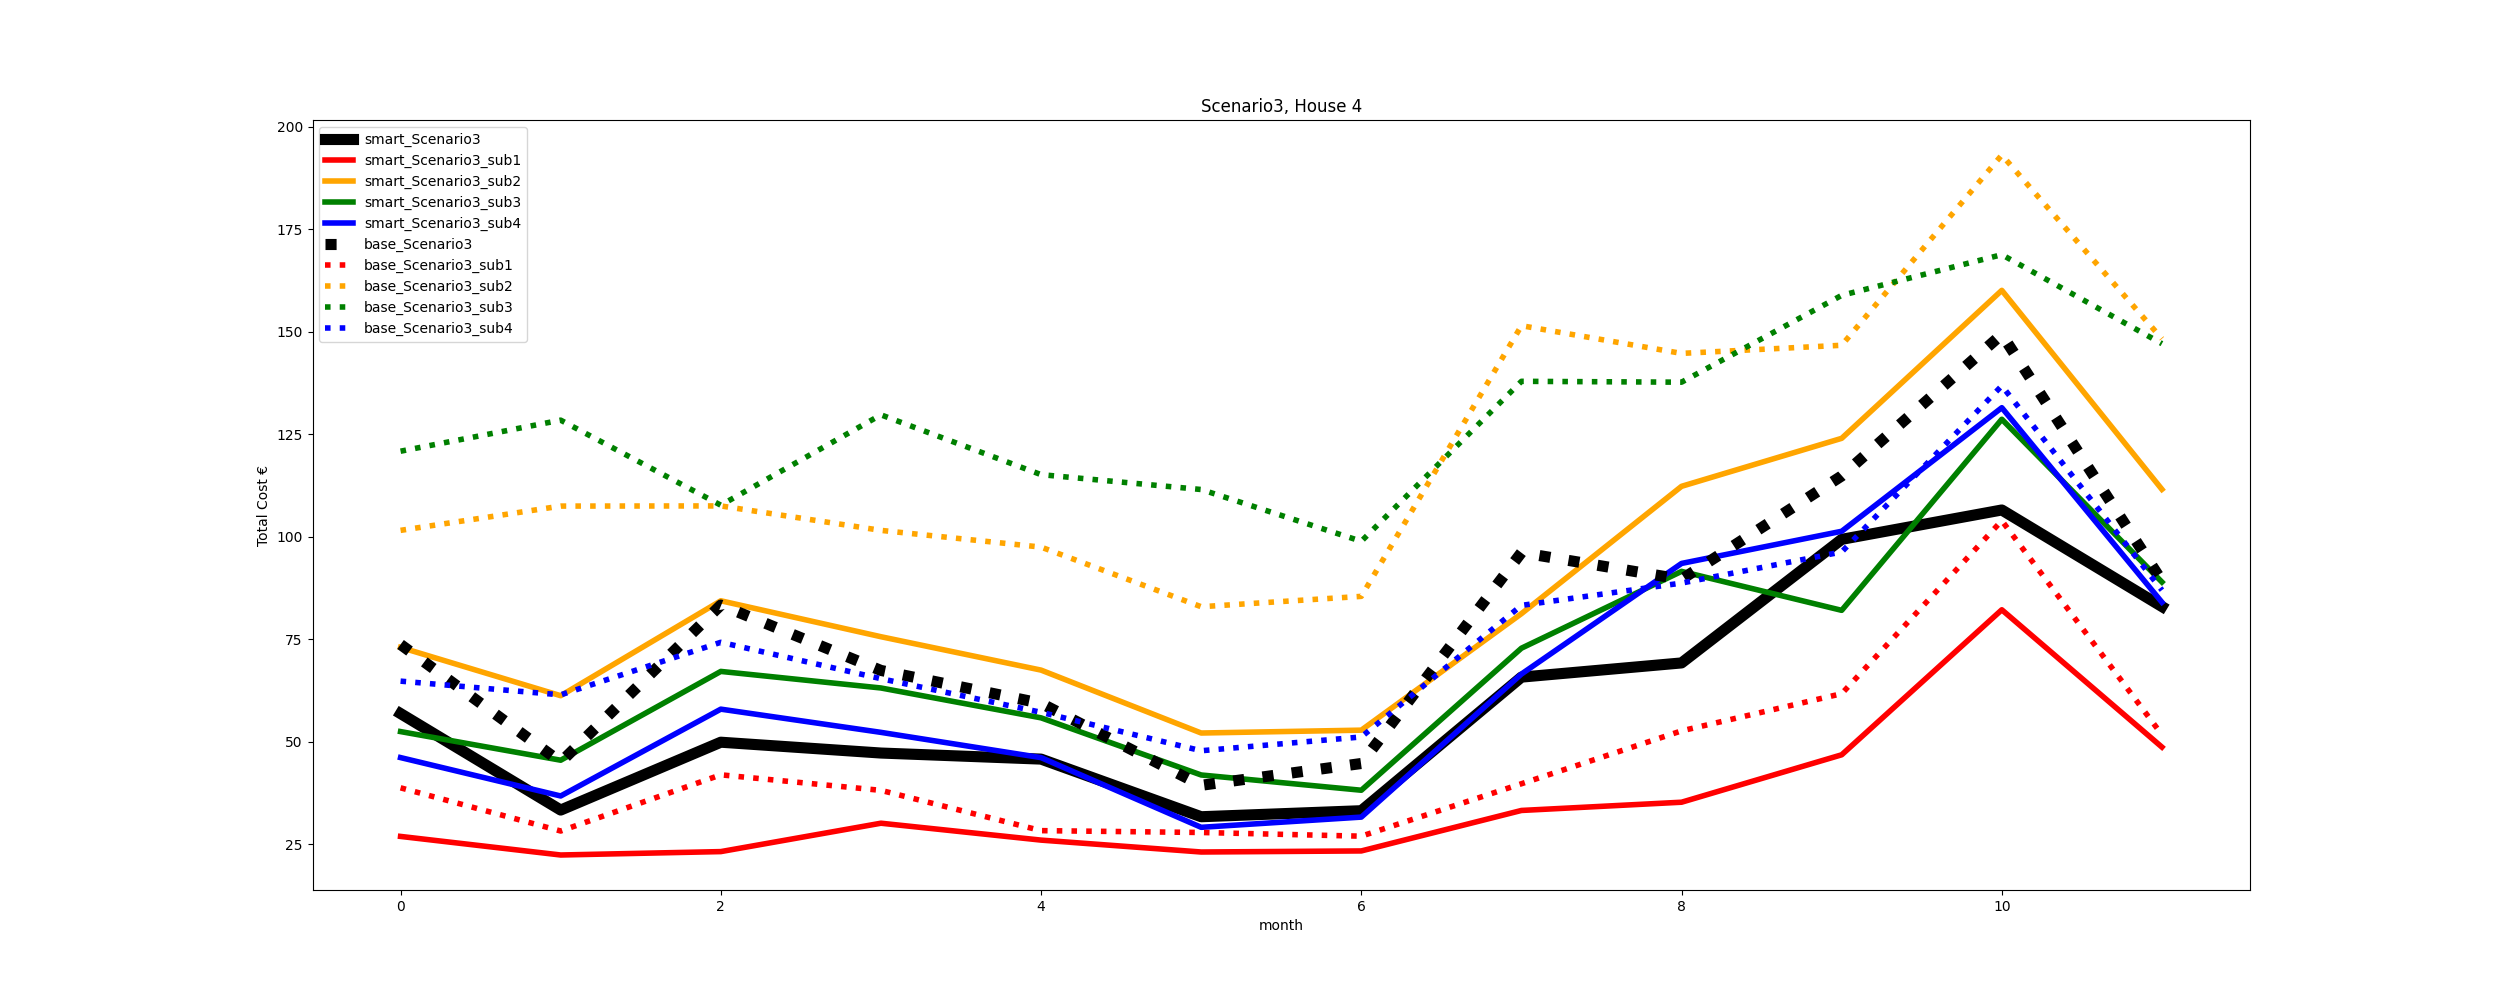 Scenario3, House 4
200
175
150
125
100
75
50
25
Total Cost €
smart_Scenario3
smart_Scenario3_sub1
smart_Scenario3_sub2
smart_Scenario3_sub3
smart_Scenario3_sub4
base_Scenario3
base_Scenario3_sub1
base_Scenario3_sub2
base_Scenario3_sub3
base_Scenario3_sub4
0 2 4 6 8 10
month